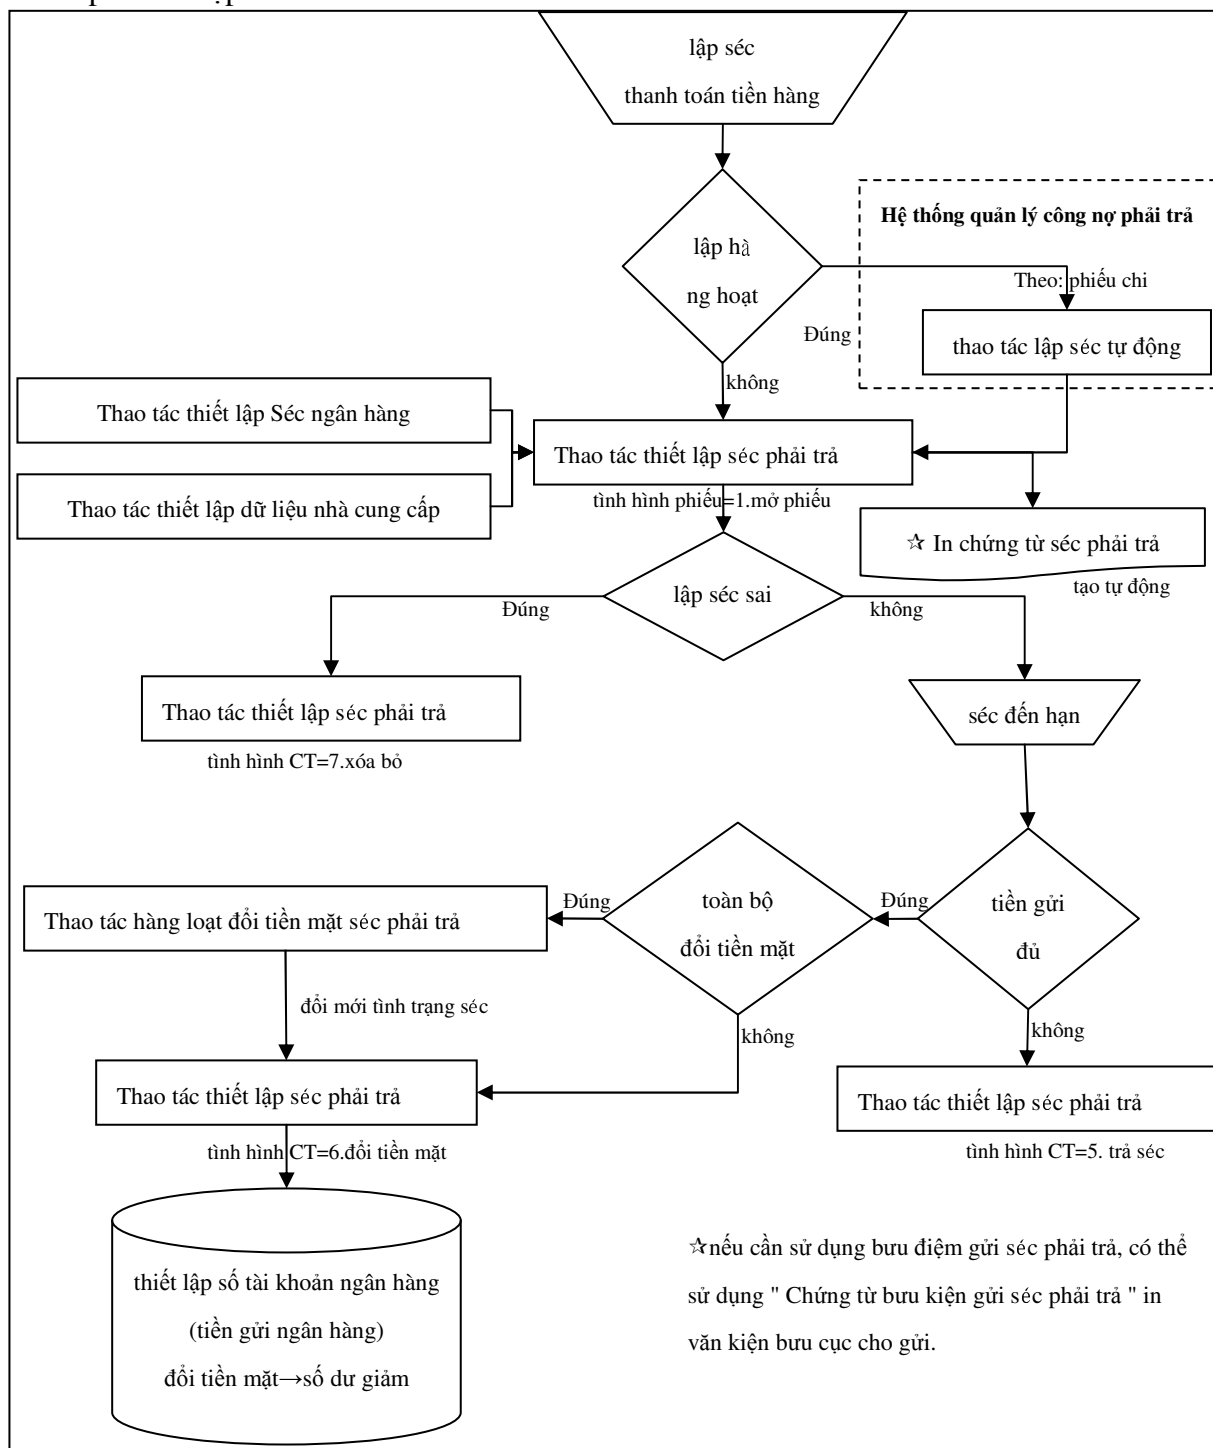 lập séc
thanh toán tiền hàng
Hệ thống quản lý công nợ phải trả
lập hà
ng hoạt
Theo: phiếu chi
Đúng
thao tác lập séc tự động
không
Thao tác thiết lập Séc ngân hàng
Thao tác thiết lập séc phải trả
tình hình phiếu=1.mở phiếu
Thao tác thiết lập dữ liệu nhà cung cấp
☆ In chứng từ séc phải trả
tạo tự động
lập séc sai
Đúng
không
Thao tác thiết lập séc phải trả
tình hình CT=7.xóa bỏ
séc đến hạn
toàn bộ
đổi tiền mặt
tiền gửi
đủ
Đúng
Đúng
Thao tác hàng loạt đổi tiền mặt séc phải trả
đổi mới tình trạng séc
không
không
Thao tác thiết lập séc phải trả
tình hình CT=6.đổi tiền mặt
Thao tác thiết lập séc phải trả
tình hình CT=5. trả séc
thiết lập số tài khoản ngân hàng
(tiền gửi ngân hàng)
đổi tiền mặt→số dư giảm
☆nếu cần sử dụng bưu điệm gửi séc phải trả, có thể
sử dụng " Chứng từ bưu kiện gửi séc phải trả " in
văn kiện bưu cục cho gửi.